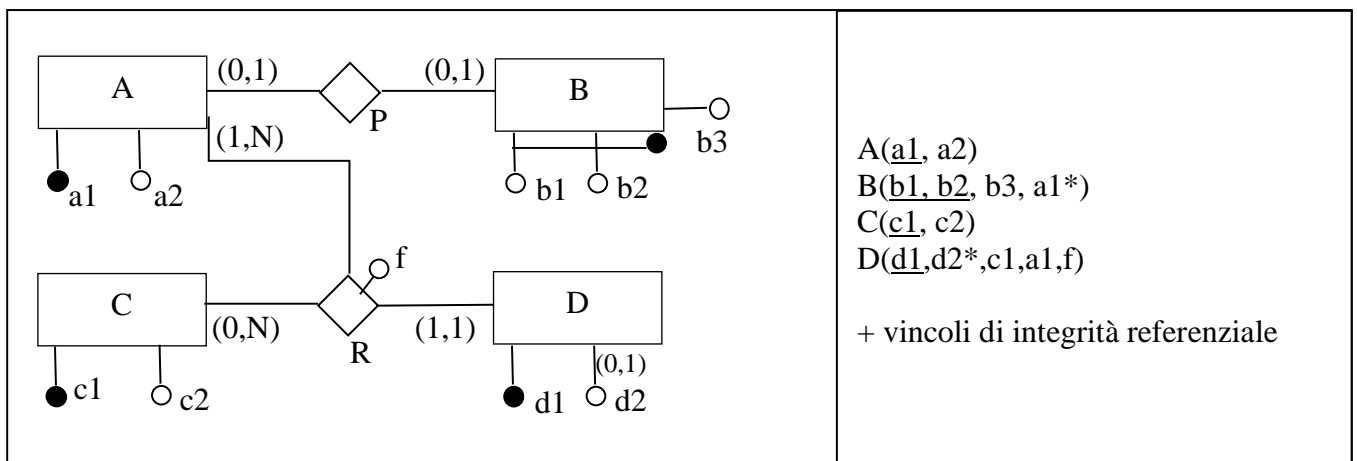 A
(0,1)
P
(0,1)
B
b3
(1,N)
a1
a2
b1
b2
f
C
(0,N)
R
(1,1)
D
(0,1)
c1
c2
d1
d2
A(a1, a2)
B(b1, b2, b3, a1*)
C(c1, c2)
D(d1,d2*,c1,a1,f)
+ vincoli di integrità referenziale